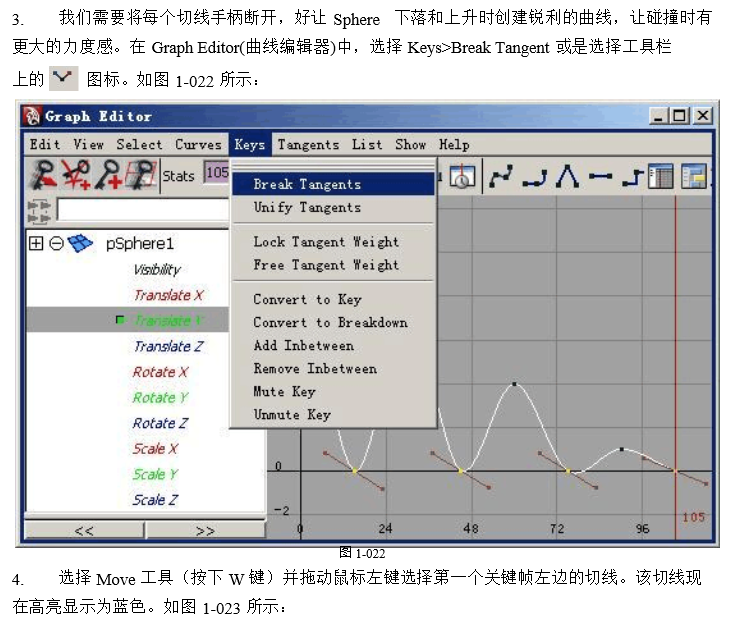 3. 我们需要将每个切线手柄断开，好让 Sphere 下落和上升时创建锐利的曲线，让碰撞时有
更大的力度感。在 Graph Editor(曲线编辑器)中，选择 Keys>Break Tangent 或是选择工具栏
上的 图标。如图 1-022 所示：
Graph Editor
Edit View Select Curves Keys Tangents List Show Help
Stats 105
Break Tangents
Unify Tangents
Lock Tangent Weight
Free Tangent Weight
Convert to Key
Convert to Breakdown
Add Inbetween
Remove Inbetween
Mute Key
Unmute Key
pSphere1
Visibility
Translate X
Translate Y
Translate Z
Rotate X
Rotate Y
Rotate Z
Scale X
Scale Y
Scale Z
<< >>
0
-2
0 24 48 72 96 105
图 1-022
4. 选择 Move 工具（按下 W 键）并拖动鼠标左键选择第一个关键帧左边的切线。该切线现
在高亮显示为蓝色。如图 1-023 所示：